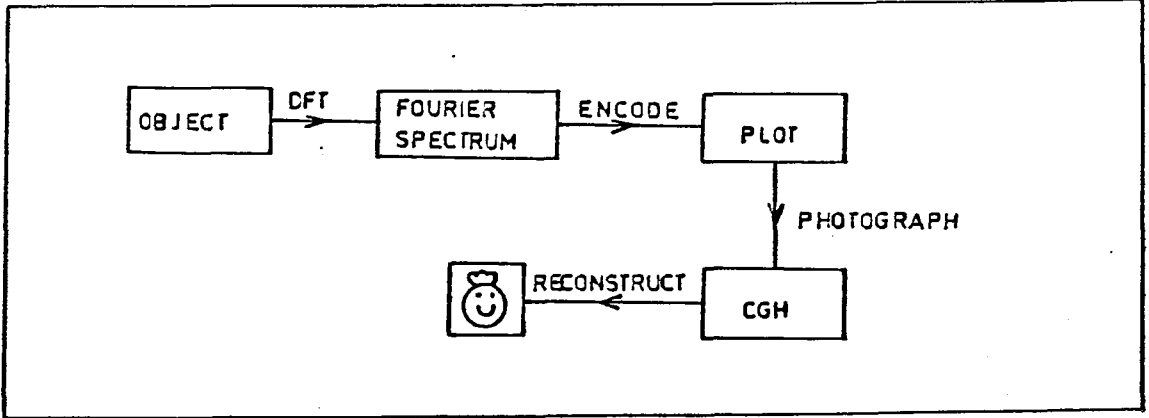 OBJECT
DFT
FOURIER
SPECTRUM
ENCODE
PLOT
PHOTOGRAPH
RECONSTRUCT
CGH